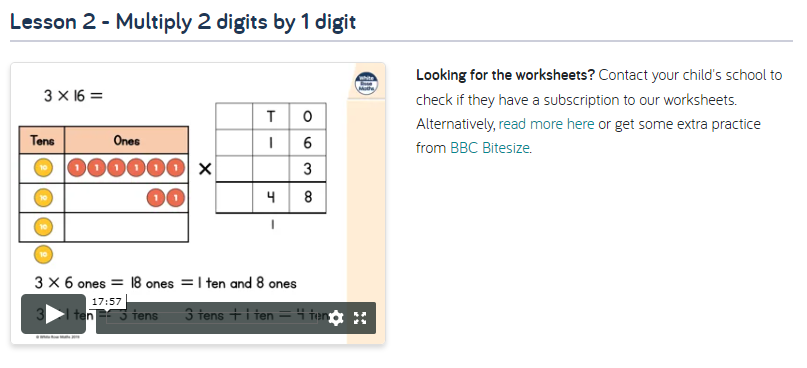 Lesson 2 - Multiply 2 digits by 1 digit
White
Rose
Maths
3 × 16 =
Tens Ones
10 1 1 1 1 1 1
10 1 1
10
10
T O
1 6
× 3
4 8
1
3 × 6 ones = 18 ones = 1 ten and 8 ones
17:57
3 × 1 ten = 3 tens 3 tens + 1 ten = 4 ten
© White Rose Maths 2019
Looking for the worksheets? Contact your child's school to
check if they have a subscription to our worksheets.
Alternatively, read more here or get some extra practice
from BBC Bitesize.